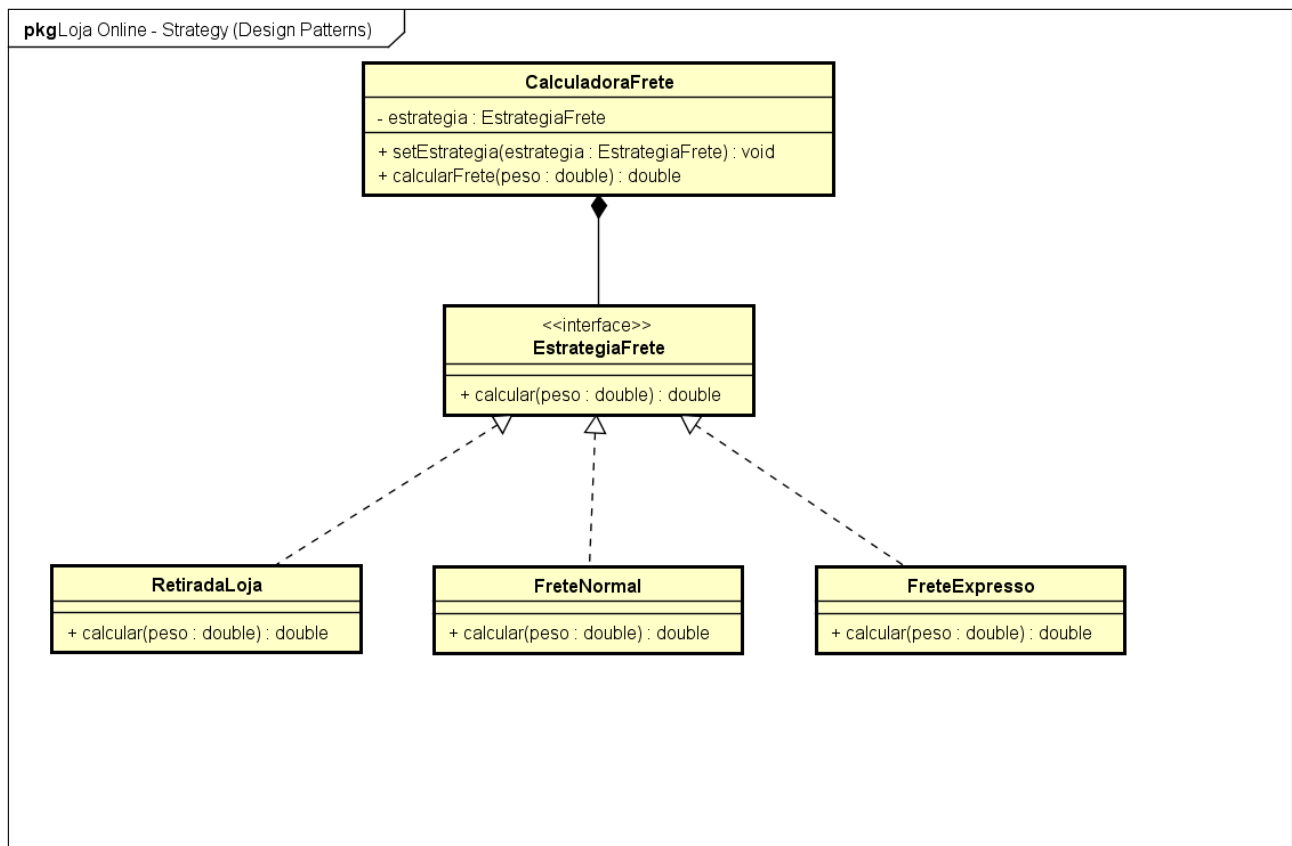 pkgLoja Online - Strategy (Design Patterns)
CalculadoraFrete
- estrategia : EstrategiaFrete
+ setEstrategia(estrategia : EstrategiaFrete) : void
+ calcularFrete(peso : double) : double
<<interface>>
EstrategiaFrete
+ calcular(peso : double) : double
RetiradaLoja
+ calcular(peso : double) : double
FreteNormal
+ calcular(peso : double) : double
FreteExpresso
+ calcular(peso : double) : double